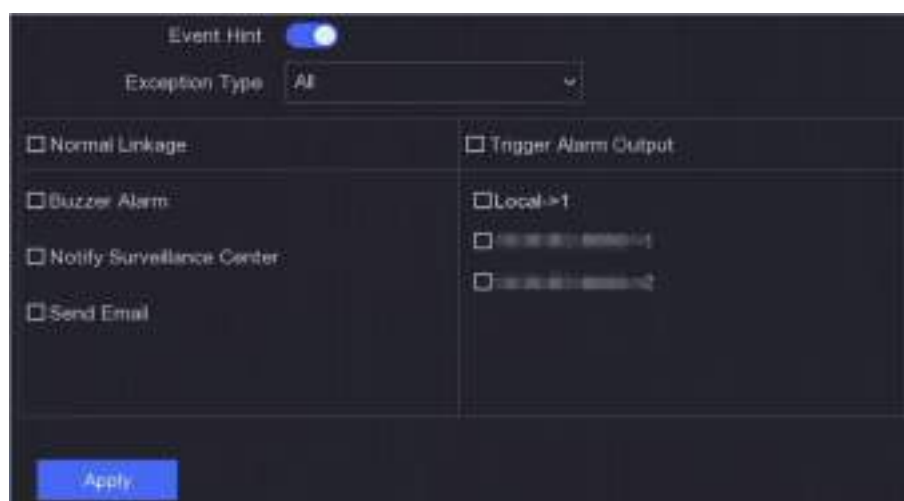 Event Hint
Exception Type All
Normal Linkage
Trigger Alarm Output
Buzzer Alarm
Local->1
Notify Surveillance Center
Send Email
Apply